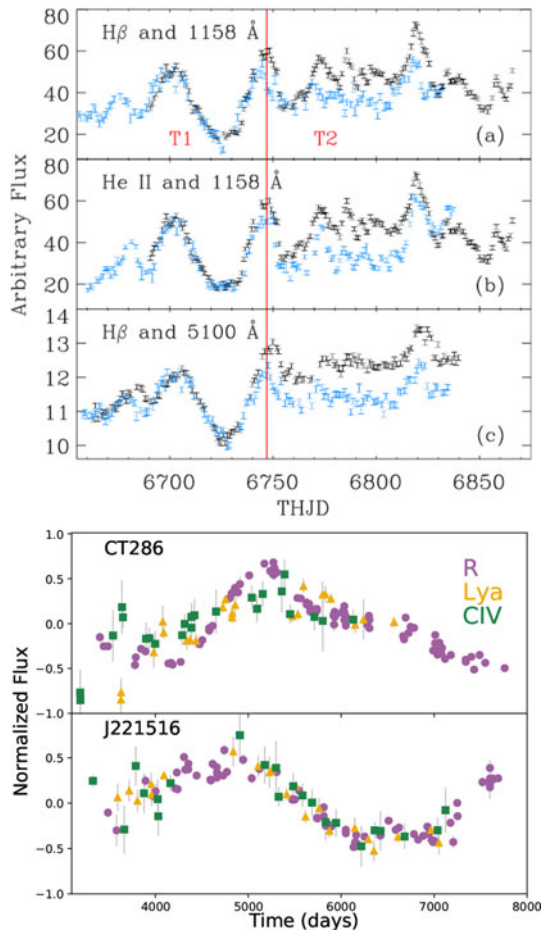 Hβ and 1158 Å
80
60
40
20
T1
T2
(a)
He II and 1158 Å
80
60
40
20
(b)
Hβ and 5100 Å
14
13
12
11
10
(c)
Arbitrary Flux
6700
6750
6800
6850
THJD
CT286
R
Lya
CIV
1.0
0.5
0.0
-0.5
-1.0
J221516
0.5
0.0
-0.5
-1.0
Normalized Flux
4000
5000
6000
7000
8000
Time (days)